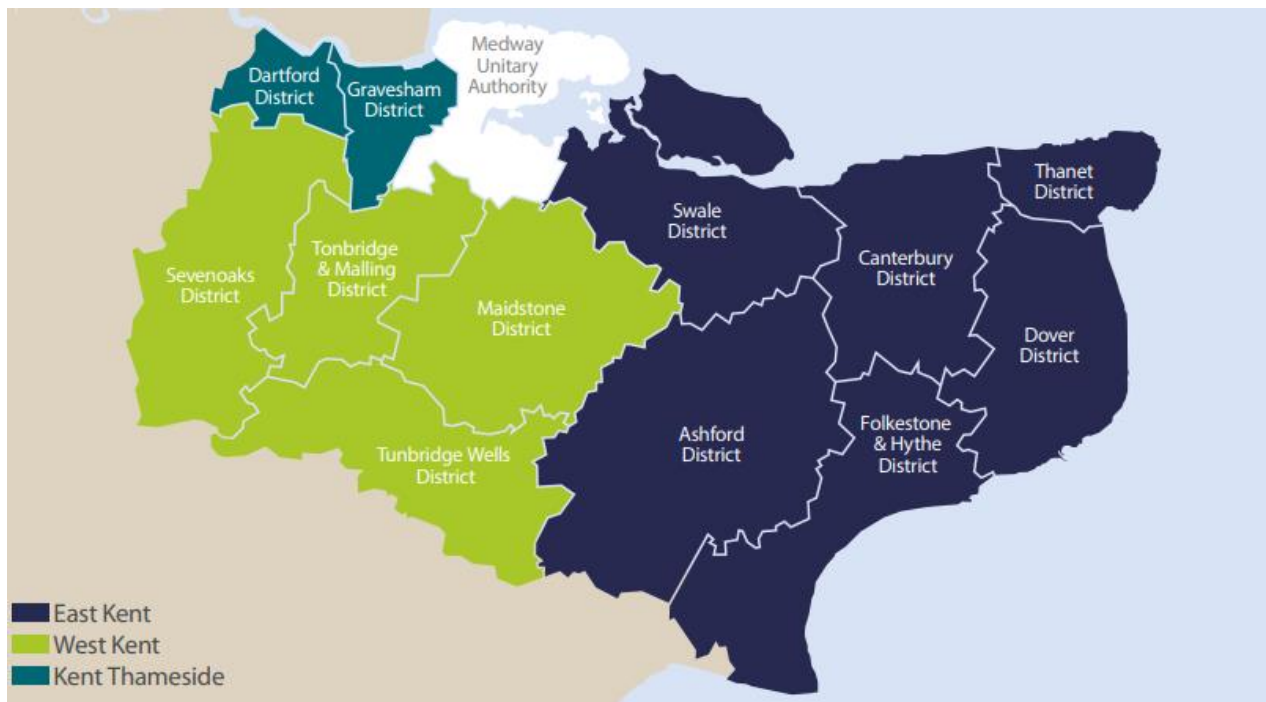 Medway
Unitary
Authority
Dartford
District
Gravesham
District
Thanet
District
Swale
District
Tonbridge
& Malling
District
Sevenoaks
District
Canterbury
District
Maidstone
District
Dover
District
Ashford
District
Folkestone
& Hythe
District
Tunbridge Wells
District
East Kent
West Kent
Kent Thameside